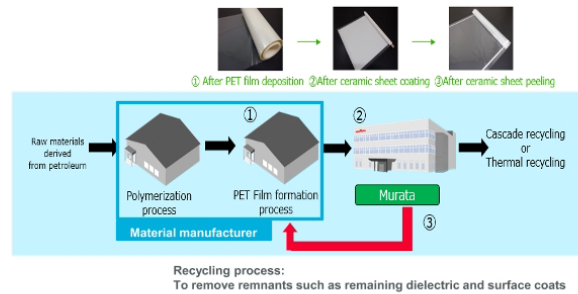 ① After PET film deposition ②After ceramic sheet coating ③After ceramic sheet peeling
① ②
Raw materials
derived
from petroleum
Polymerization
process
PET Film formation
process
Material manufacturer
Murata
③
Cascade recycling
or
Thermal recycling
Recycling process:
To remove remnants such as remaining dielectric and surface coats